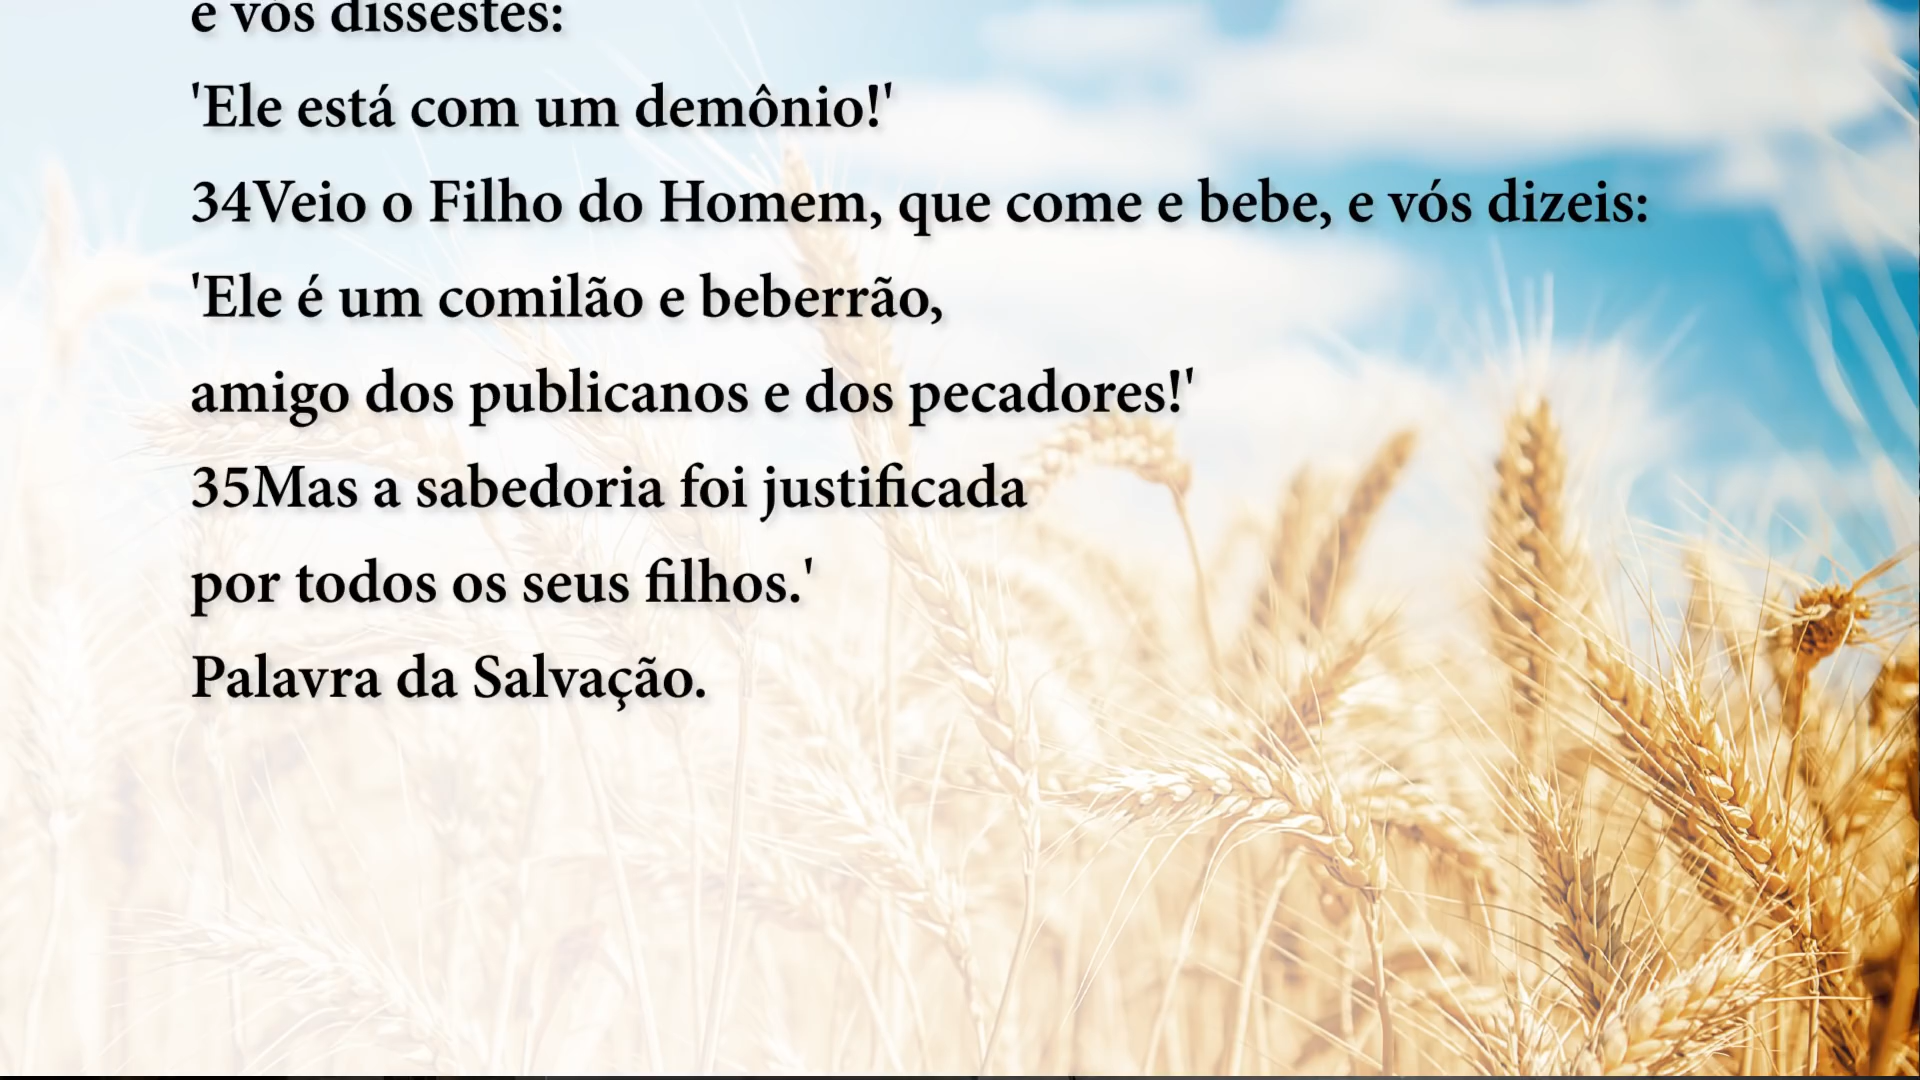 e vós dissestes:
'Ele está com um demônio!'
34Veio o Filho do Homem, que come e bebe, e vós dizeis:
'Ele é um comilão e beberrão,
amigo dos publicanos e dos pecadores!'
35Mas a sabedoria foi justificada
por todos os seus filhos.'
Palavra da Salvação.